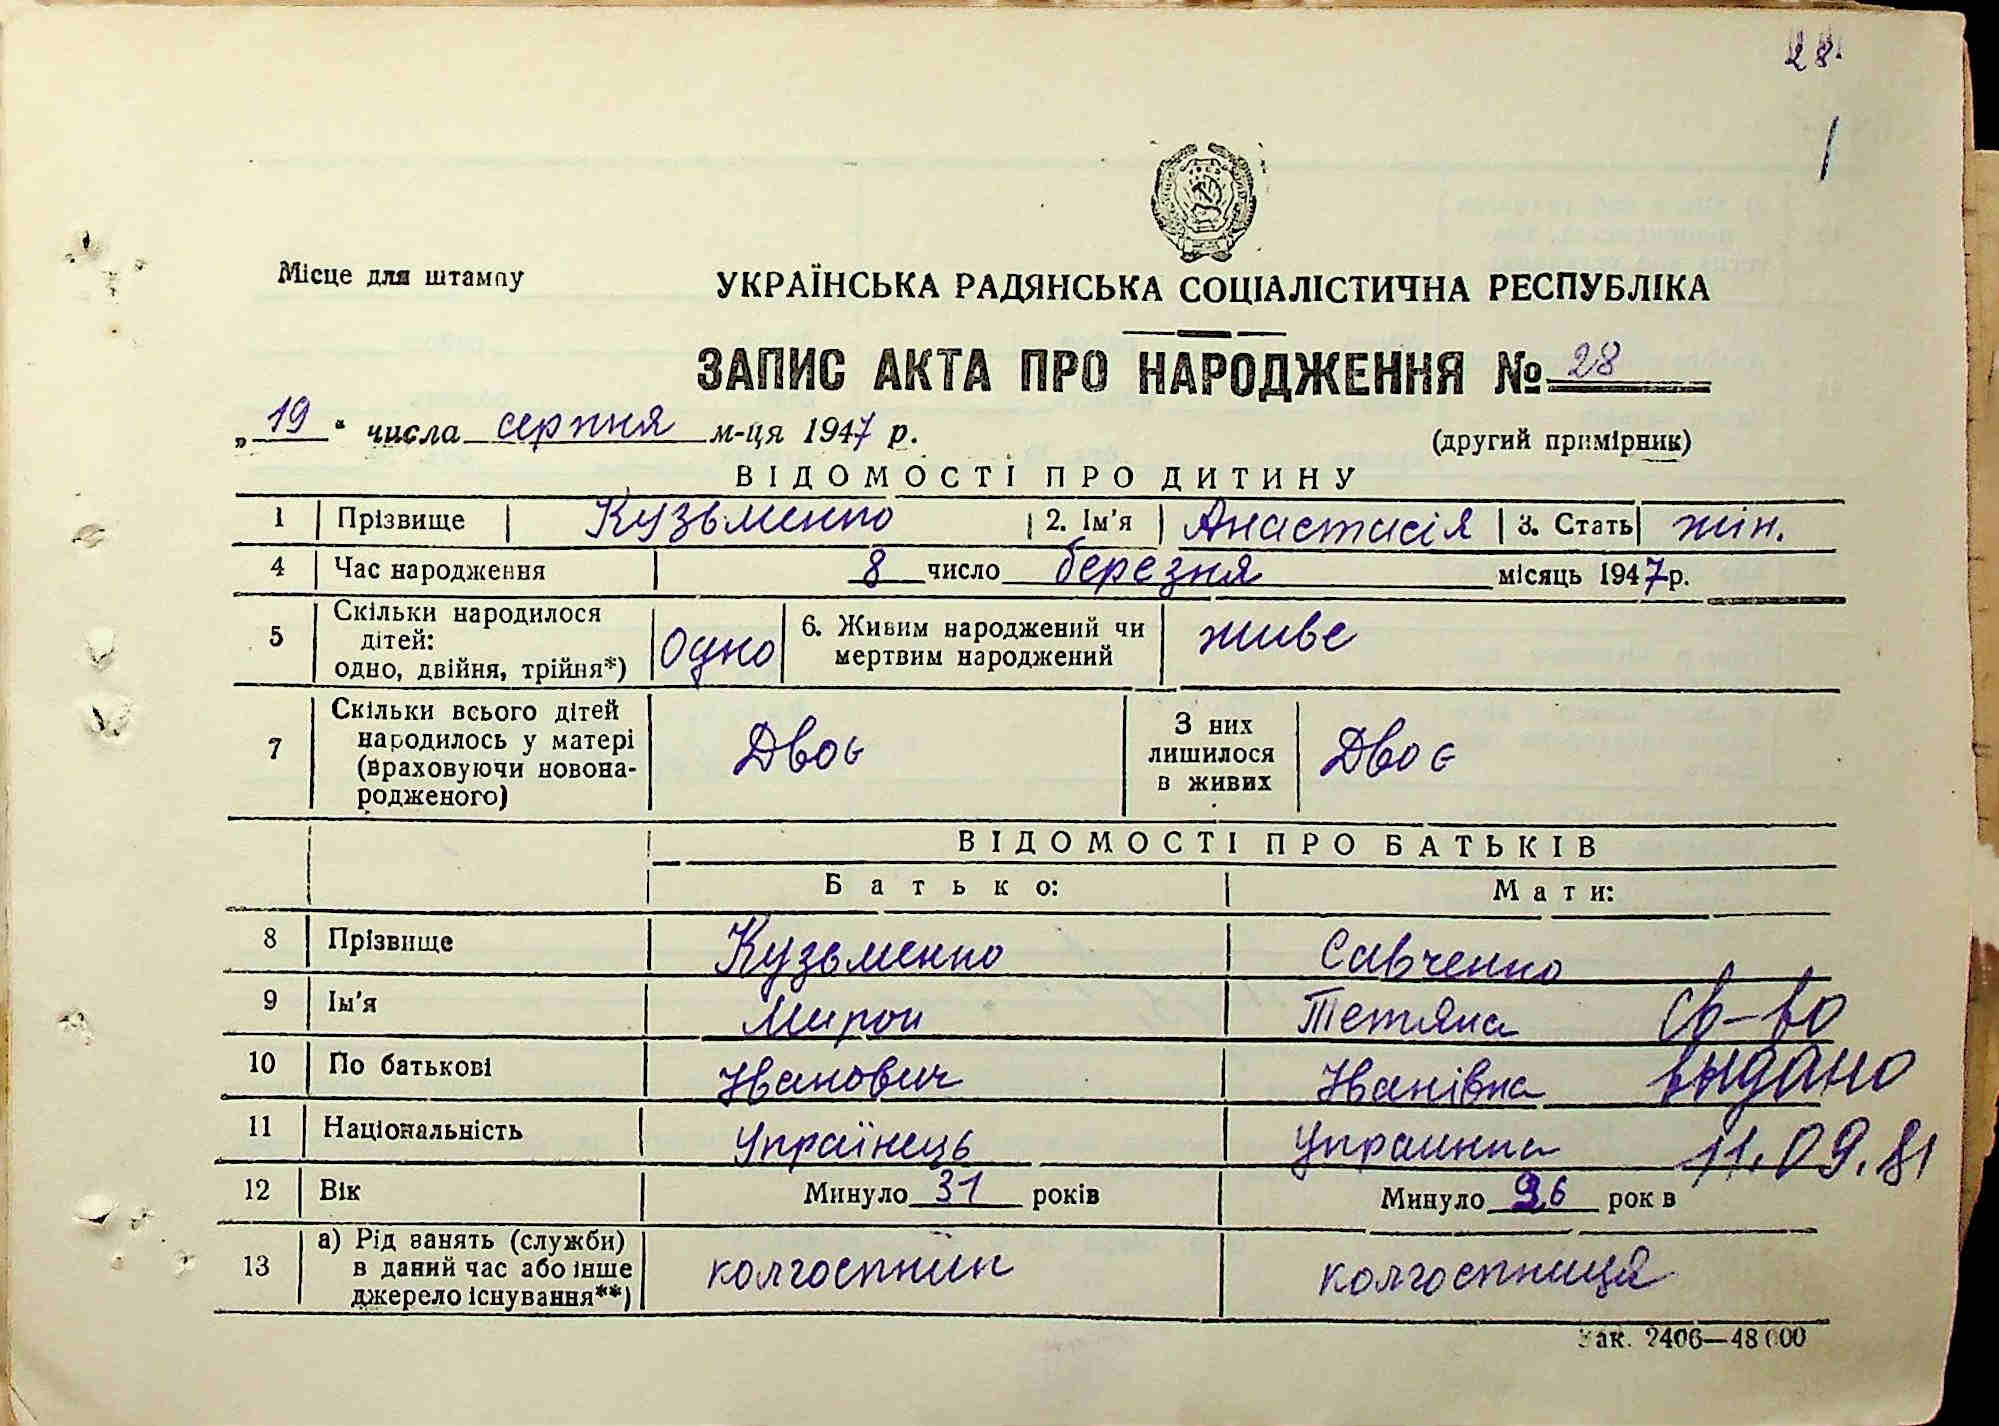 28.
1
Місце для штампу
УКРАЇНСЬКА РАДЯНСЬКА СОЦІАЛІСТИЧНА РЕСПУБЛІКА
ЗАПИС АКТА ПРО НАРОДЖЕННЯ № 28
„19“ числа серпня м-ця 1947 р.
(другий примірник)
ВІДОМОСТІ ПРО ДИТИНУ
1 Прізвище Кузьменко 2. Ім'я Анастасія 3. Стать жін.
4 Час народження 8 число березня місяць 1947 р.
5 Скільки народилося дітей: одно, двійня, трійня*) Одно 6. Живим народжений чи мертвим народжений живе
7 Скільки всього дітей народилось у матері (враховуючи новонародженого) Двоє З них лишилося в живих Двоє
ВІДОМОСТІ ПРО БАТЬКІВ
Батько: Мати:
8 Прізвище Кузьменко Савченко
9 Ім'я Мирон Тетяна Св-во
10 По батькові Іванович Іванівна выдано
11 Національність Українець Украинка 11.09.81
12 Вік Минуло 31 років Минуло 26 рок в
13 а) Рід занять (служби) в даний час або інше джерело існування**) колгоспник колгоспниця
Зак. 2406—48000